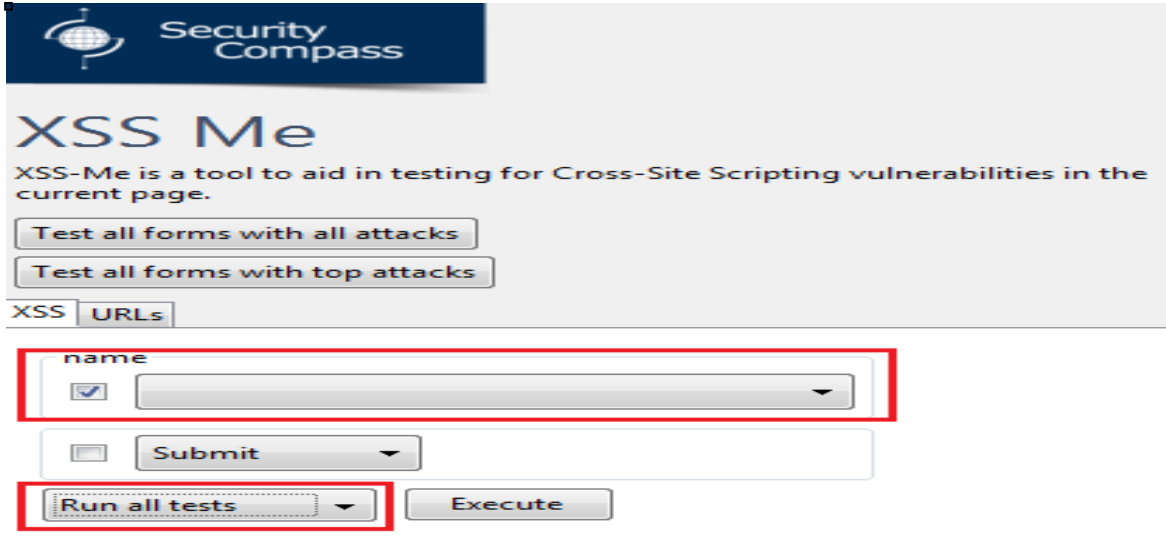 Security
Compass
XSS Me
XSS-Me is a tool to aid in testing for Cross-Site Scripting vulnerabilities in the
current page.
Test all forms with all attacks
Test all forms with top attacks
XSS URLs
name
Submit
Run all tests Execute